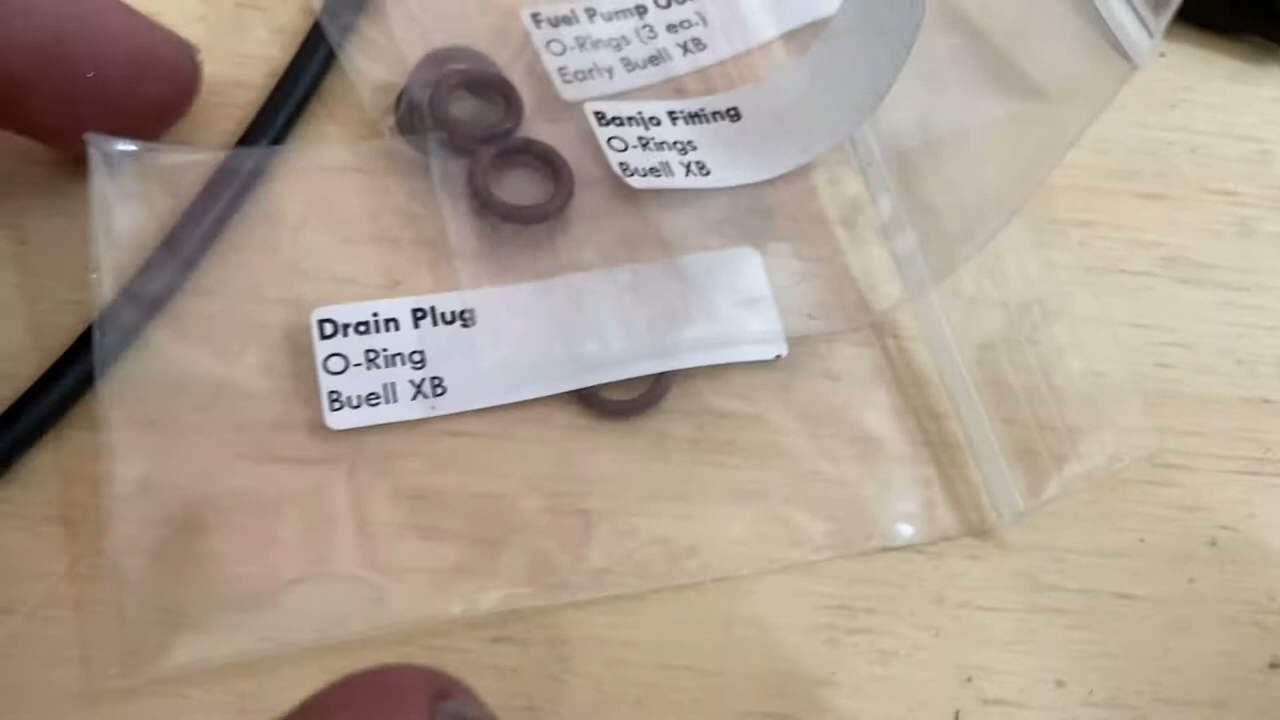 Fuel Pump
O-Rings (3 ea.)
Early Buell XB
Banjo Fitting
O-Rings
Buell XB
Drain Plug
O-Ring
Buell XB